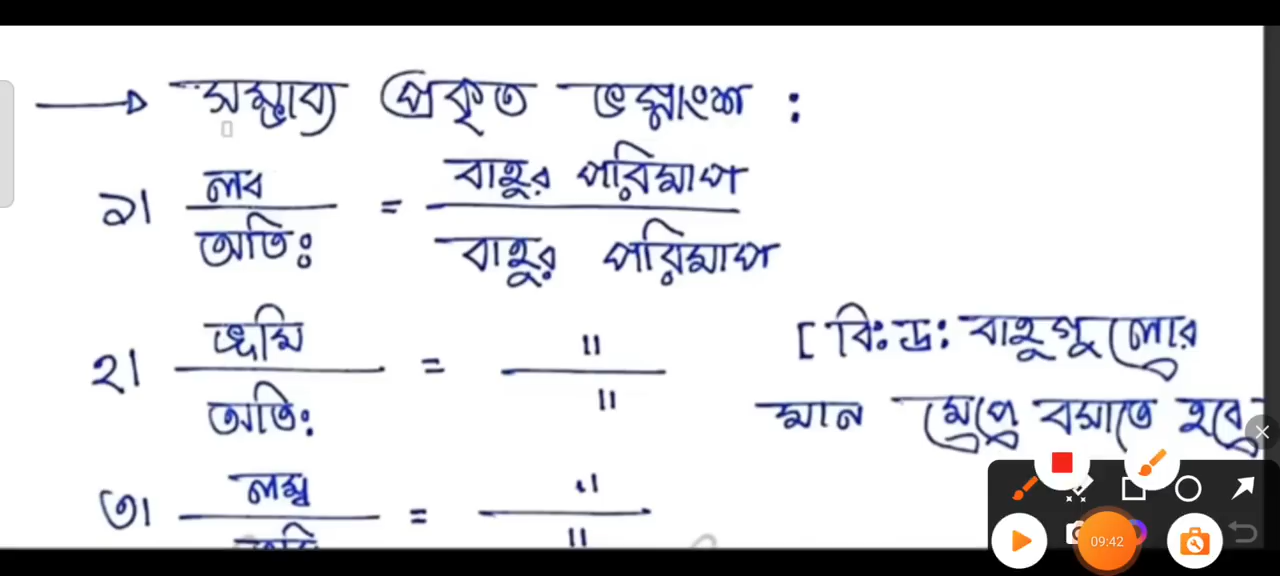 → সম্ভাব্য প্রকৃত ভগ্নাংশ :
১। লম্ব/অতিঃ = বাহুর পরিমাপ/বাহুর পরিমাপ
২। ভূমি/অতি: = "/"
[ বি: দ্র: বাহুগুলোর
মান মেপে বসাতে হবে
৩। লম্ব/ভূমি = "/"
09:42